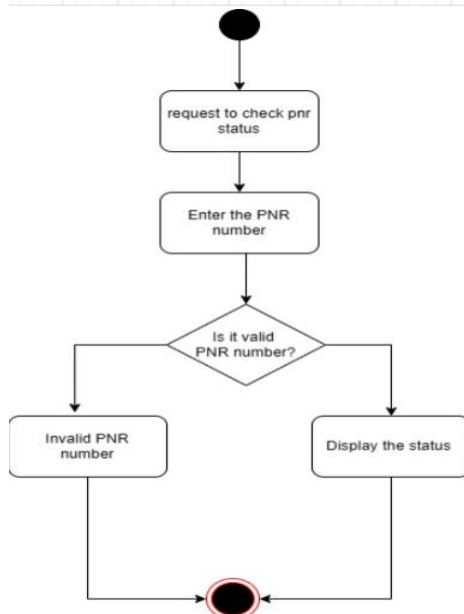 request to check pnr
status
Enter the PNR
number
Is it valid
PNR number?
Invalid PNR
number
Display the status